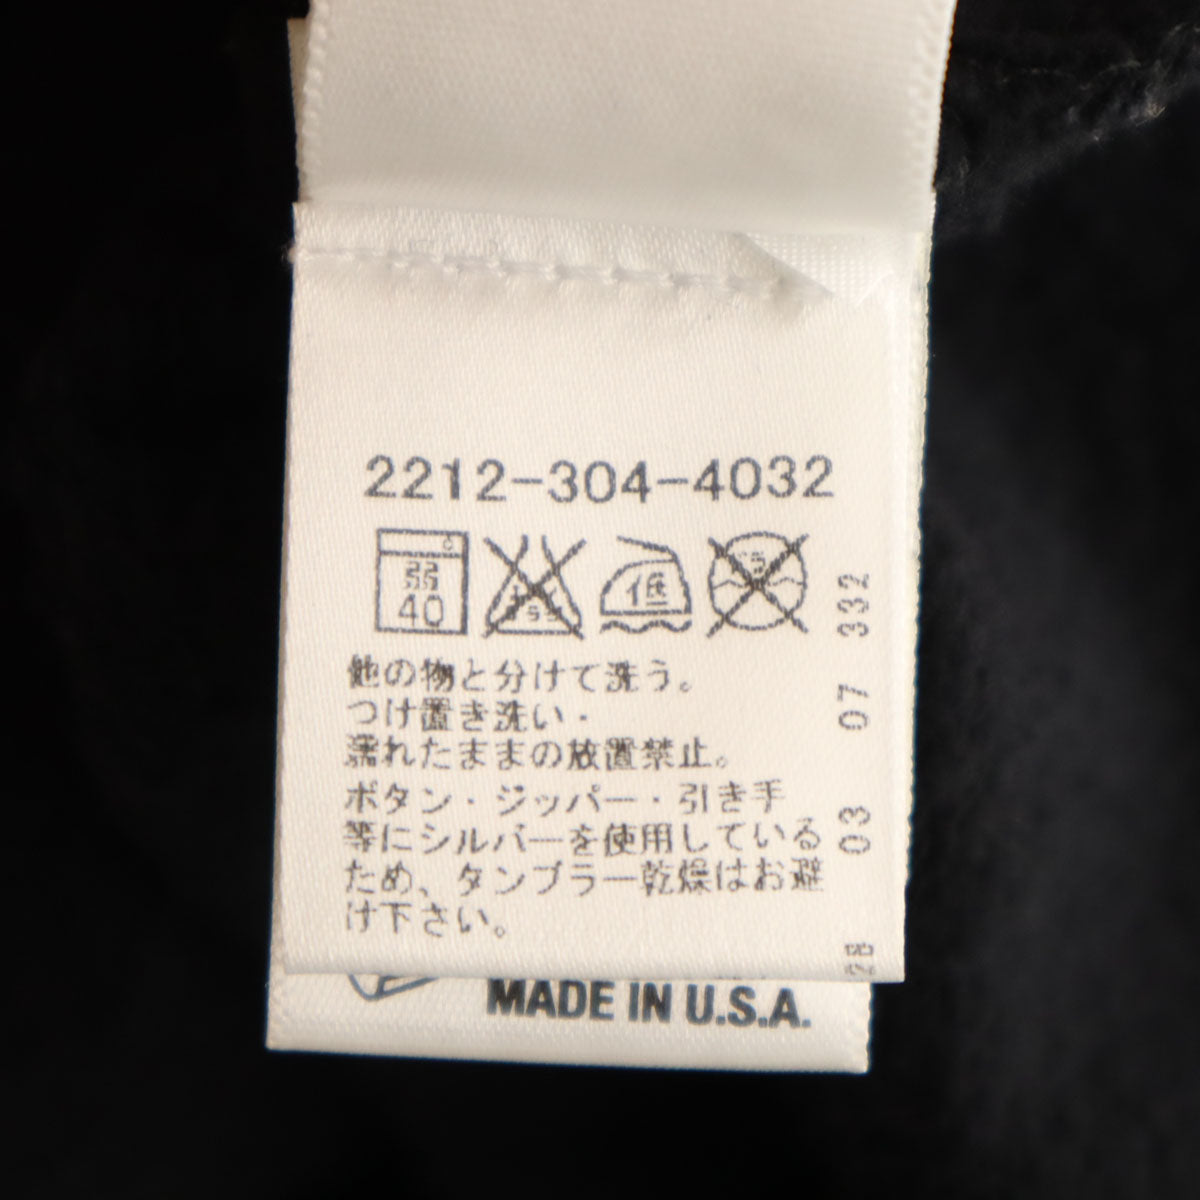 2212-304-4032
弱
40
低
ドライ
他の物と分けて洗う。
つけ置き洗い・
濡れたままの放置禁止。
ボタン・ジッパー・引き手
等にシルバーを使用している
ため、タンブラー乾燥はお避
け下さい。
03 07 332
MADE IN U.S.A.